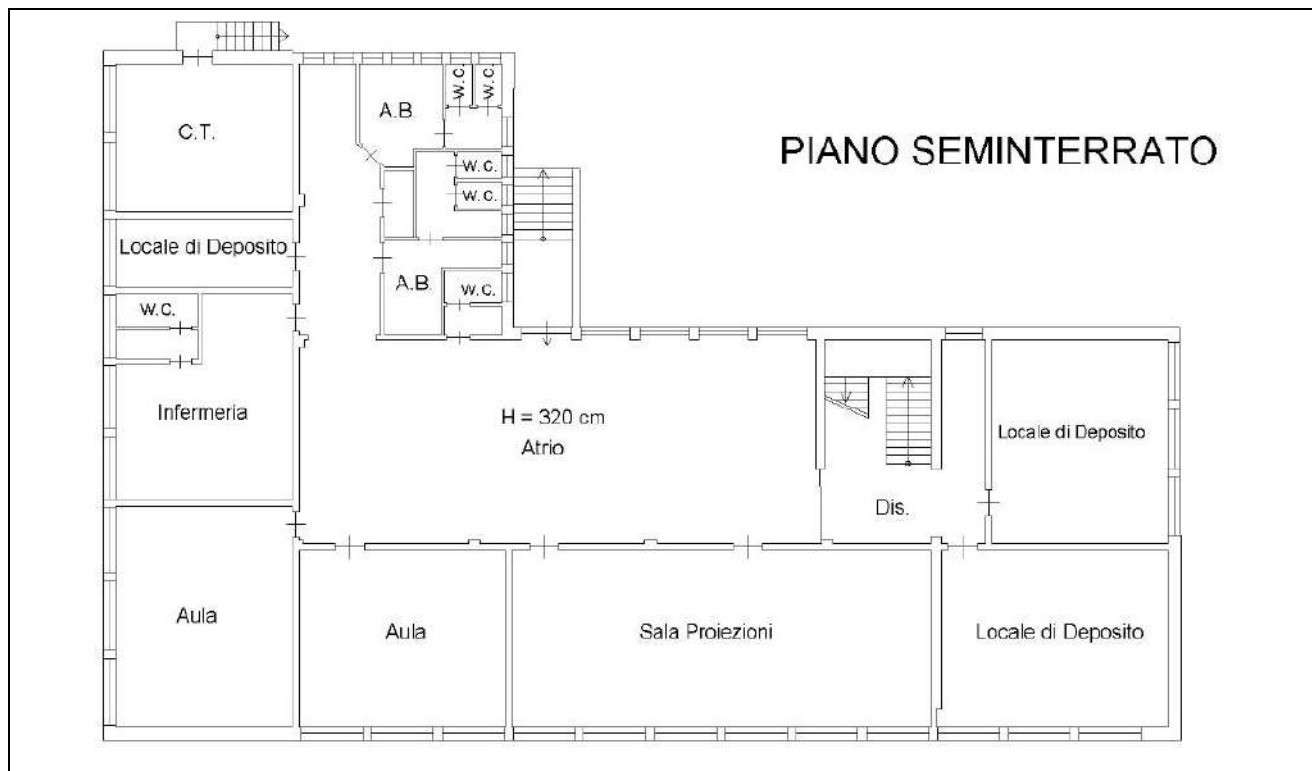 W.C.
W.C.
A.B.
C.T.
PIANO SEMINTERRATO
W.C.
W.C.
Locale di Deposito
A.B.
W.C.
W.C.
Infermeria
H = 320 cm
Atrio
Locale di Deposito
Dis.
Aula
Aula
Sala Proiezioni
Locale di Deposito